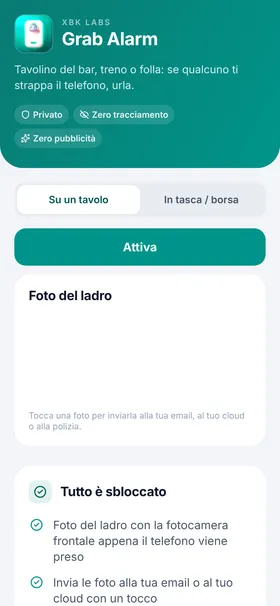 XBK LABS
Grab Alarm
Tavolino del bar, treno o folla: se qualcuno ti
strappa il telefono, urla.
Privato
Zero tracciamento
Zero pubblicità
Su un tavolo
In tasca / borsa
Attiva
Foto del ladro
Tocca una foto per inviarla alla tua email, al tuo cloud
o alla polizia.
Tutto è sbloccato
Foto del ladro con la fotocamera
frontale appena il telefono viene
preso
Invia le foto alla tua email o al tuo
cloud con un tocco